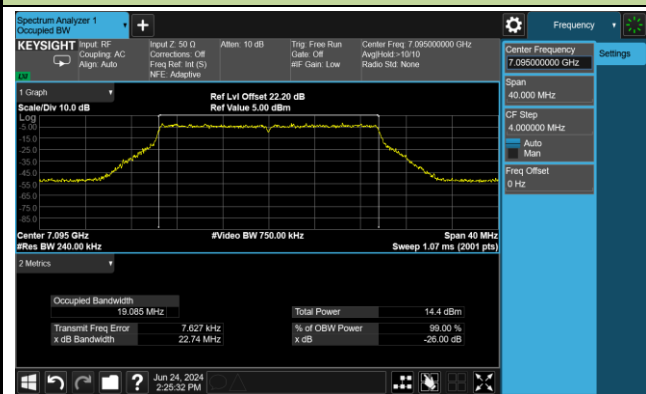 Spectrum Analyzer 1
Occupied BW
Frequency
KEYSIGHT
Input: RF
Coupling: AC
Align: Auto
Input Z: 50 Ω
Corrections: Off
Freq Ref: Int (S)
NFE: Adaptive
Atten: 10 dB
Trig: Free Run
Gate: Off
#IF Gain: Low
Center Freq: 7.095000000 GHz
Avg|Hold:>10/10
Radio Std: None
LXI
1 Graph
Scale/Div 10.0 dB
Ref Lvl Offset 22.20 dB
Ref Value 5.00 dBm
Log
-5.00
-15.0
-25.0
-35.0
-45.0
-55.0
-65.0
-75.0
-85.0
Center 7.095 GHz
#Video BW 750.00 kHz
Span 40 MHz
#Res BW 240.00 kHz
Sweep 1.07 ms (2001 pts)
2 Metrics
Occupied Bandwidth
19.085 MHz
Total Power 14.4 dBm
Transmit Freq Error 7.627 kHz
% of OBW Power 99.00 %
x dB Bandwidth 22.74 MHz
x dB -26.00 dB
Jun 24, 2024
2:25:32 PM
Center Frequency
7.095000000 GHz
Settings
Span
40.000 MHz
CF Step
4.000000 MHz
Auto
Man
Freq Offset
0 Hz